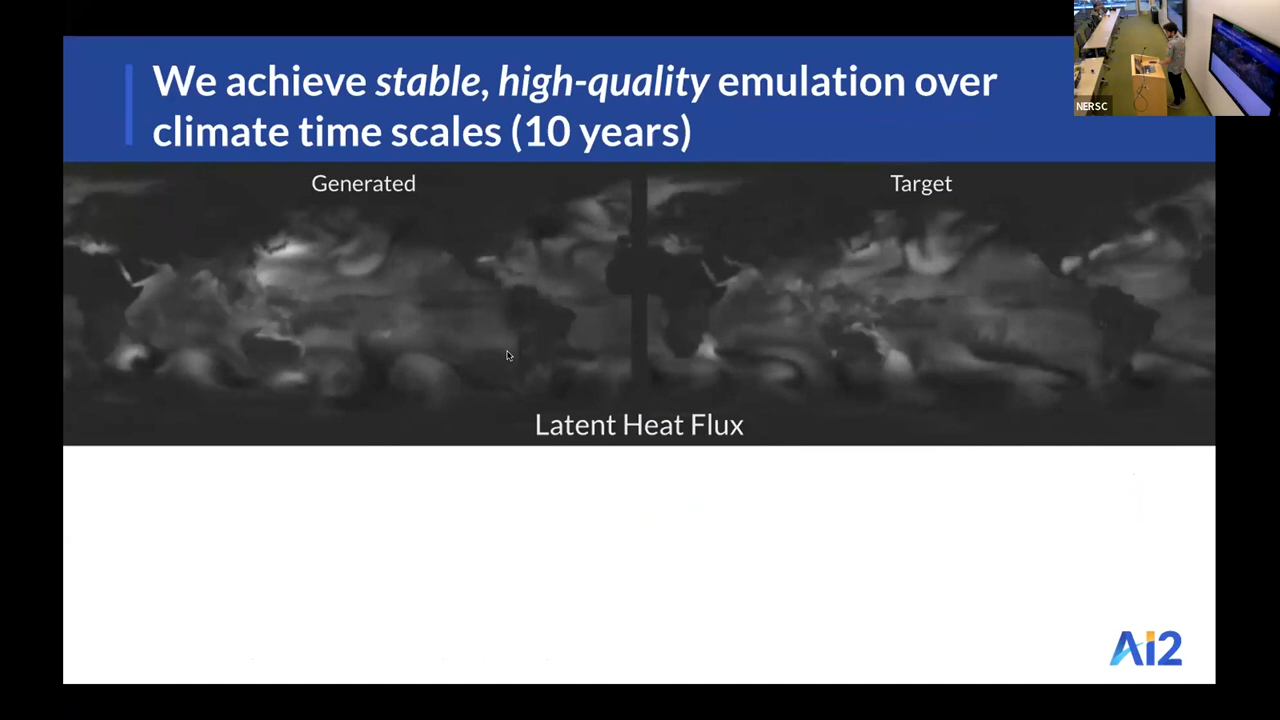 We achieve stable, high-quality emulation over
climate time scales (10 years)
NERSC
Generated
Target
Latent Heat Flux
Ai2